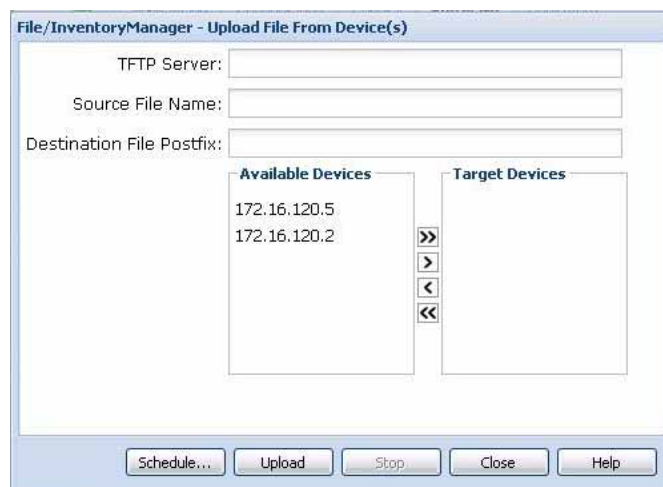 File/InventoryManager - Upload File From Device(s)
TFTP Server:
Source File Name:
Destination File Postfix:
Available Devices
Target Devices
172.16.120.5
172.16.120.2
>>
>
<
<<
Schedule...
Upload
Stop
Close
Help